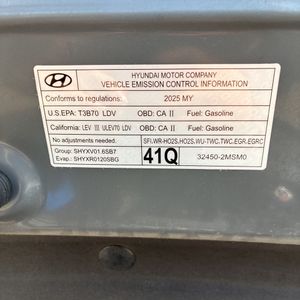 HYUNDAI MOTOR COMPANY
VEHICLE EMISSION CONTROL INFORMATION
Conforms to regulations: 2025 MY
U.S.EPA: T3B70 LDV OBD: CA II Fuel: Gasoline
California: LEV III ULEV70 LDV OBD: CA II Fuel: Gasoline
No adjustments needed. SFI,WR-HO2S,HO2S,WU-TWC,TWC,EGR,EGRC
Group: SHYXV01.6SB7
Evap: SHYXR0120SBG
41Q 32450-2MSM0